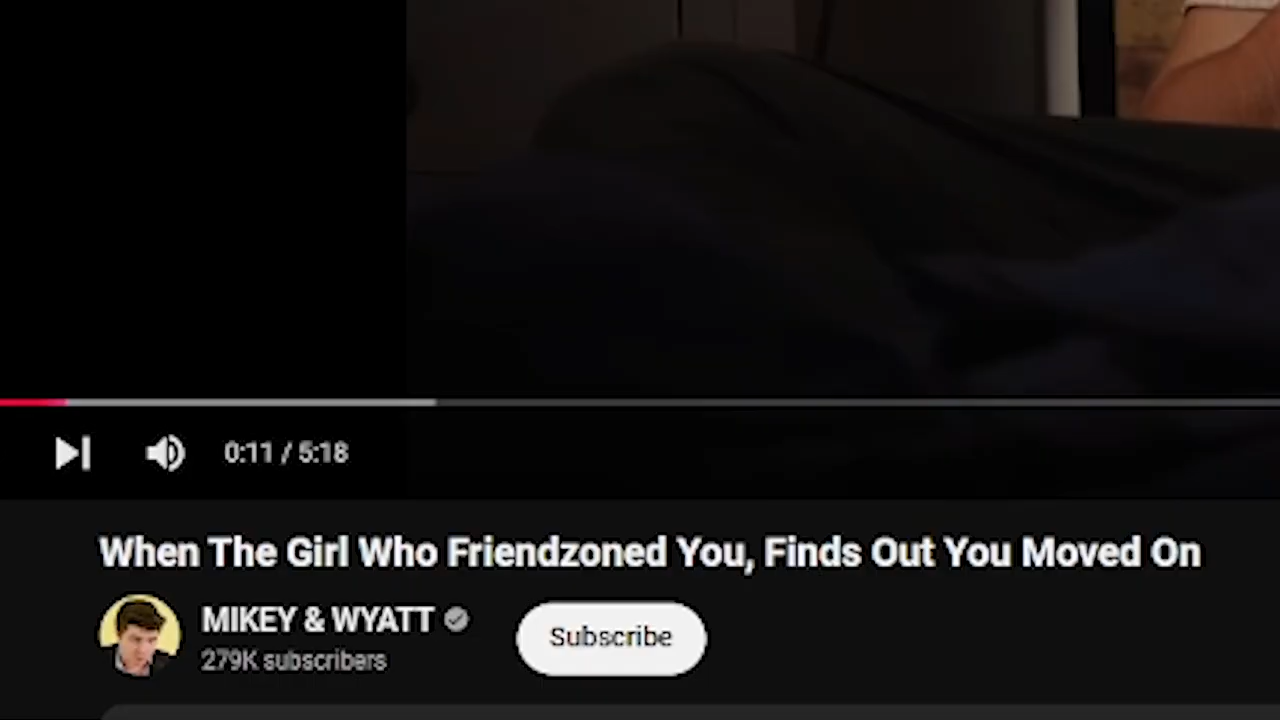 0:11 / 5:18
When The Girl Who Friendzoned You, Finds Out You Moved On
MIKEY & WYATT
279K subscribers
Subscribe